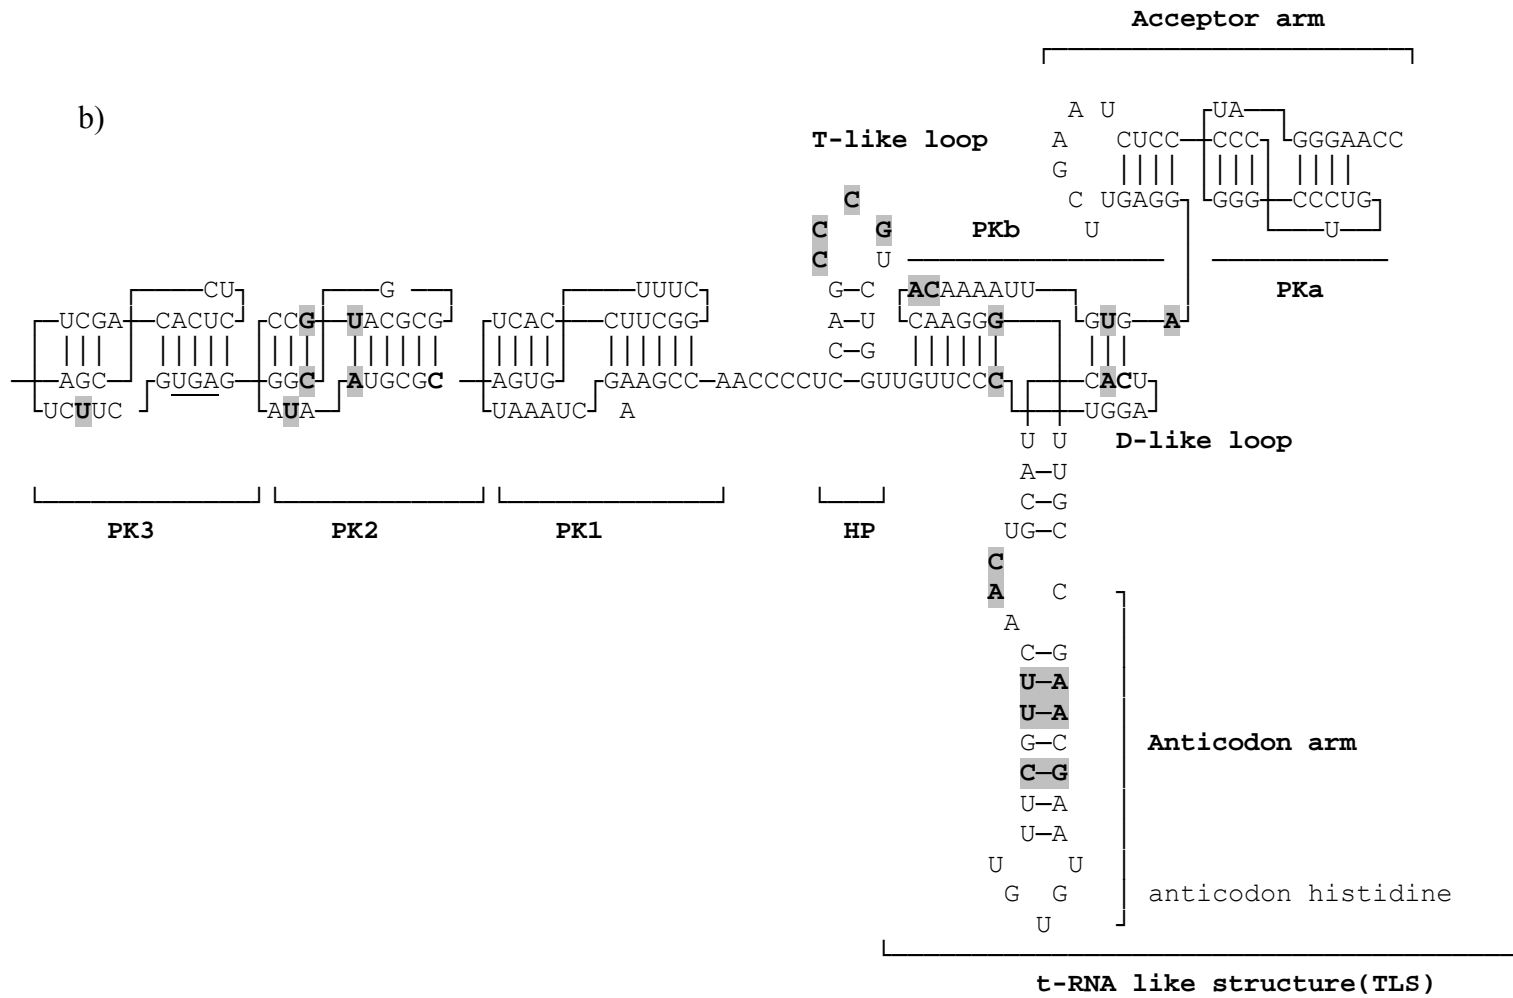 Acceptor arm
b)
A U UA
T-like loop A CUCC CCC GGGAACC
G
C C UGAGG GGG CCCUG
C G PKb U U
C U
CU G UUUC G–C ACAAAAUU PKa
UCGA CACUC CCG UACGCG UCAC CUUCGG A–U CAAGGG GUG A
C–G
AGC GUGAG GGC AUGCGC AGUG GAAGCC AACCCCUC GUUGUUCCC CACU
UCUUC AUA UAAAUC A UGGA
U U D-like loop
A–U
C–G
PK3 PK2 PK1 HP UG–C
C
A C
A
C–G
U–A
U–A
G–C Anticodon arm
C–G
U–A
U–A
U U
G G anticodon histidine
U
t-RNA like structure(TLS)